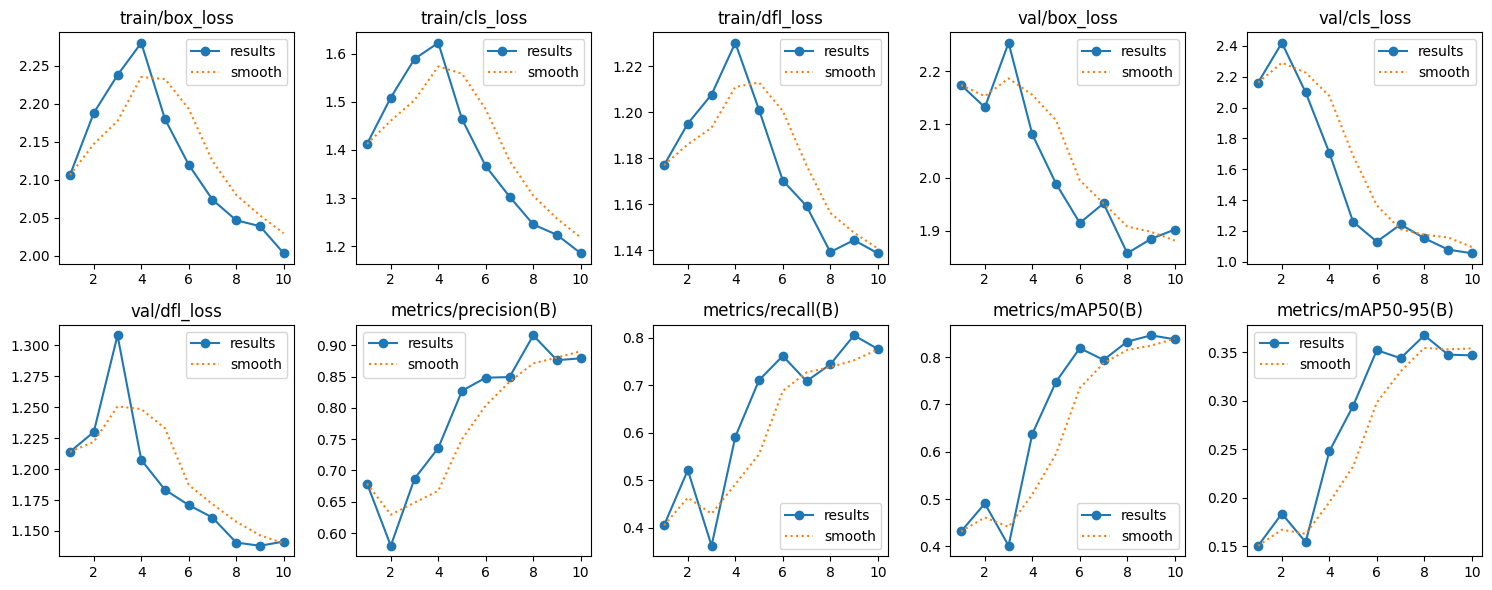 train/box_loss
results
smooth
2.25
2.20
2.15
2.10
2.05
2.00
2 4 6 8 10
train/cls_loss
results
smooth
1.6
1.5
1.4
1.3
1.2
2 4 6 8 10
train/dfl_loss
results
smooth
1.22
1.20
1.18
1.16
1.14
2 4 6 8 10
val/box_loss
results
smooth
2.2
2.1
2.0
1.9
2 4 6 8 10
val/cls_loss
results
smooth
2.4
2.2
2.0
1.8
1.6
1.4
1.2
1.0
2 4 6 8 10
val/dfl_loss
results
smooth
1.300
1.275
1.250
1.225
1.200
1.175
1.150
2 4 6 8 10
metrics/precision(B)
results
smooth
0.90
0.85
0.80
0.75
0.70
0.65
0.60
2 4 6 8 10
metrics/recall(B)
0.8
0.7
0.6
0.5
0.4
results
smooth
2 4 6 8 10
metrics/mAP50(B)
0.8
0.7
0.6
0.5
0.4
results
smooth
2 4 6 8 10
metrics/mAP50-95(B)
results
smooth
0.35
0.30
0.25
0.20
0.15
2 4 6 8 10